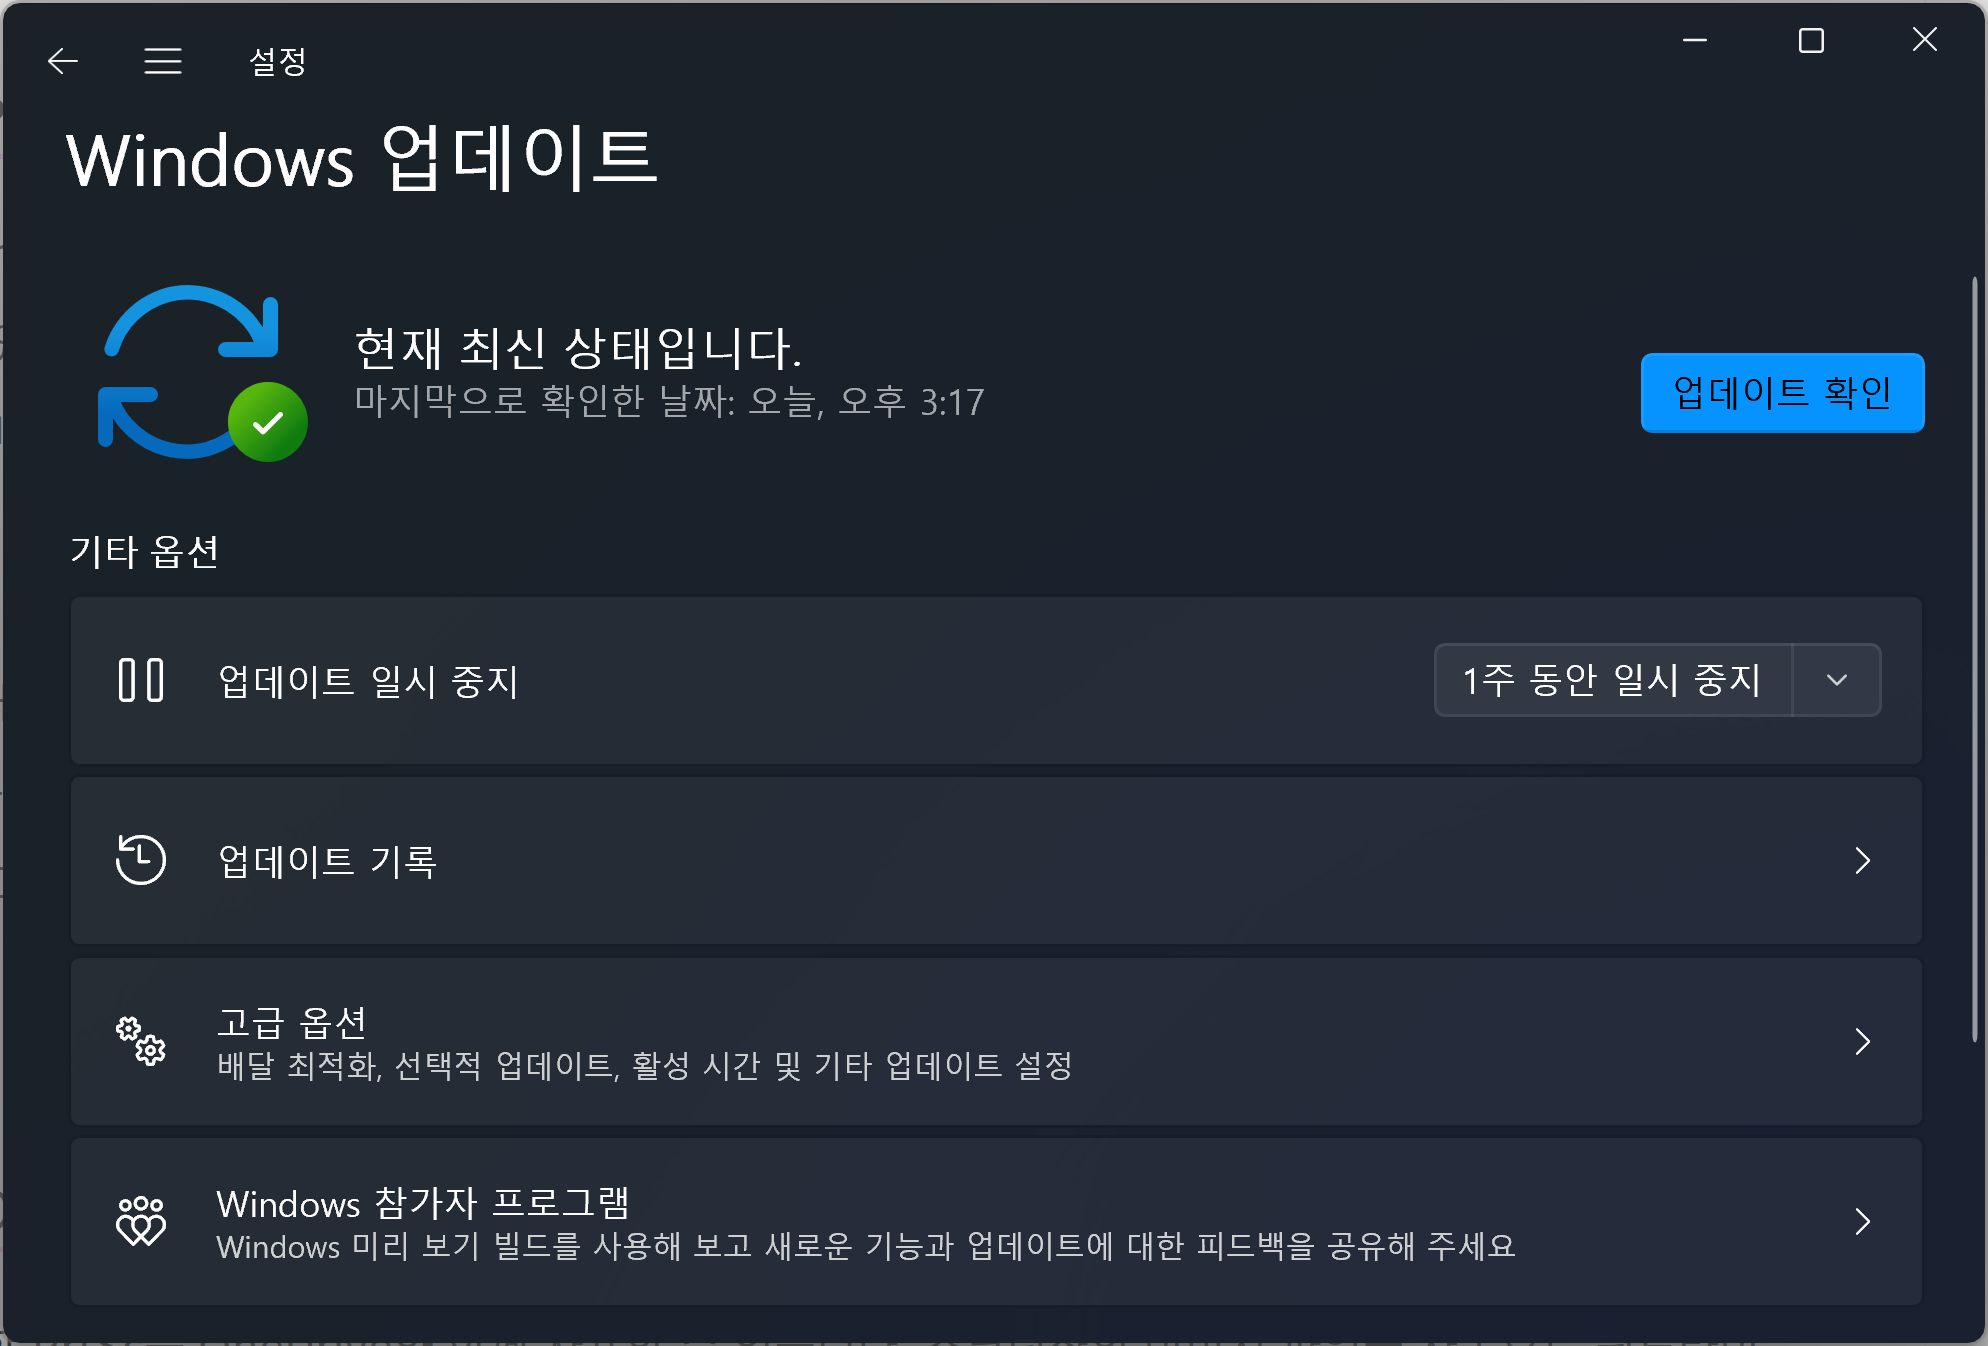 설정
Windows 업데이트
현재 최신 상태입니다.
마지막으로 확인한 날짜: 오늘, 오후 3:17
업데이트 확인
기타 옵션
업데이트 일시 중지
1주 동안 일시 중지
업데이트 기록
고급 옵션
배달 최적화, 선택적 업데이트, 활성 시간 및 기타 업데이트 설정
Windows 참가자 프로그램
Windows 미리 보기 빌드를 사용해 보고 새로운 기능과 업데이트에 대한 피드백을 공유해 주세요